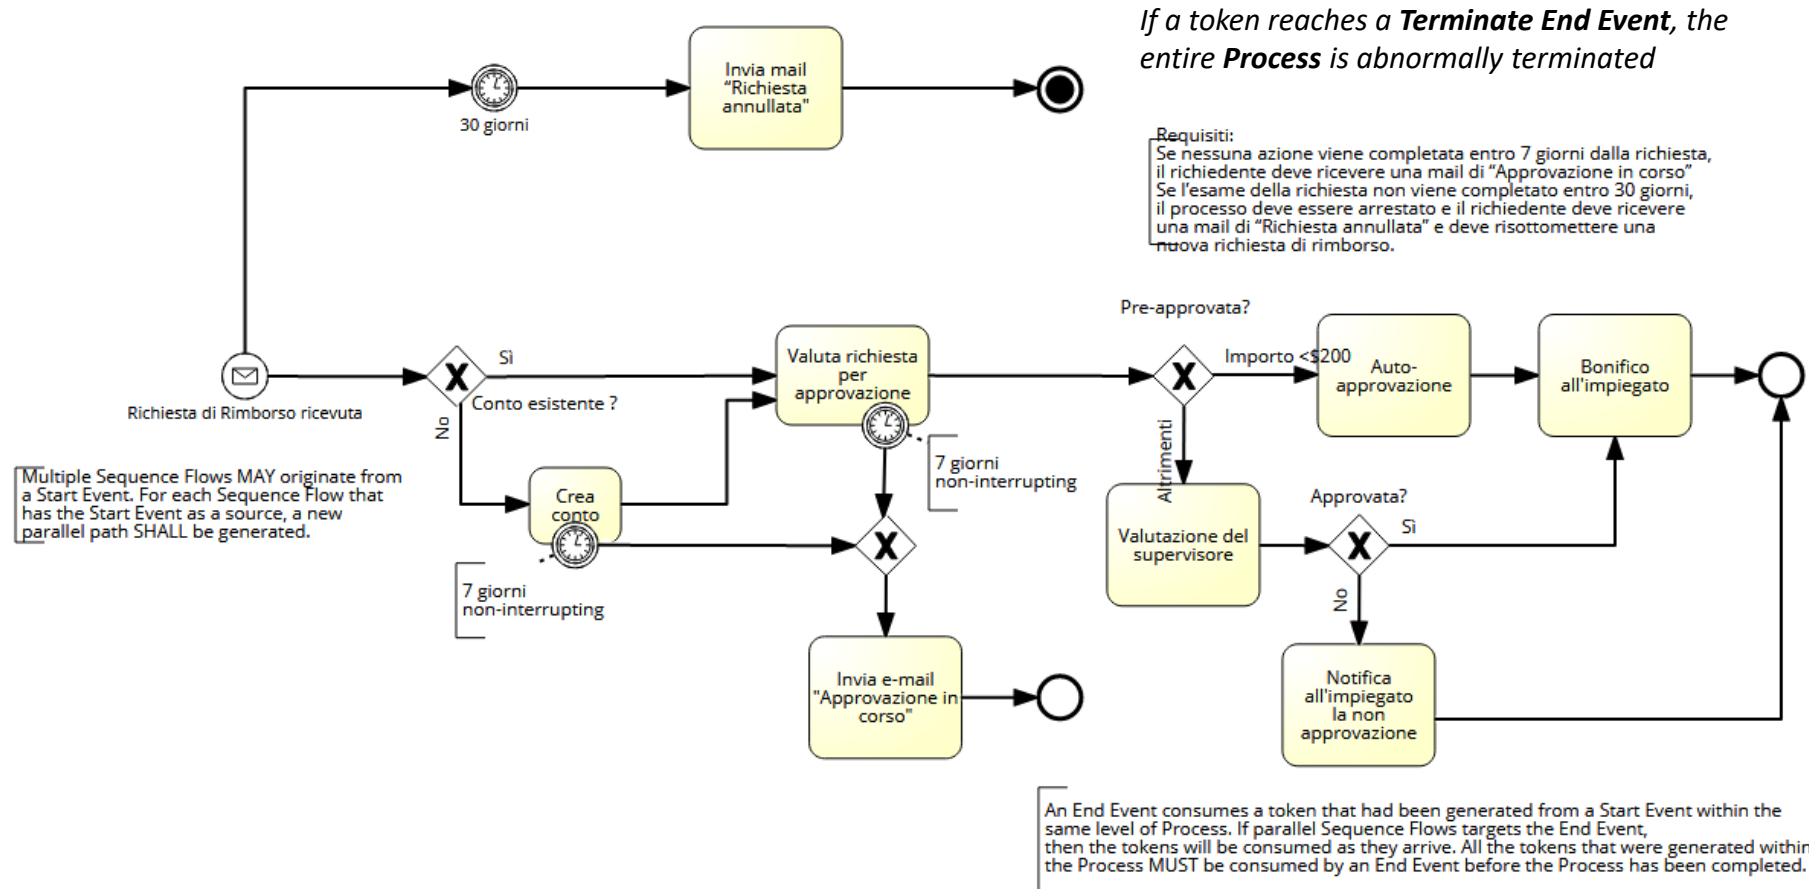 If a token reaches a Terminate End Event, the
entire Process is abnormally terminated
Invia mail
“Richiesta
annullata"
30 giorni
Requisiti:
Se nessuna azione viene completata entro 7 giorni dalla richiesta,
il richiedente deve ricevere una mail di “Approvazione in corso”
Se l’esame della richiesta non viene completato entro 30 giorni,
il processo deve essere arrestato e il richiedente deve ricevere
una mail di “Richiesta annullata” e deve risottomettere una
nuova richiesta di rimborso.
Richiesta di Rimborso ricevuta
Sì
Conto esistente ?
No
Valuta richiesta
per
approvazione
Pre-approvata?
Importo <$200
Auto-
approvazione
Bonifico
all'impiegato
Multiple Sequence Flows MAY originate from
a Start Event. For each Sequence Flow that
has the Start Event as a source, a new
parallel path SHALL be generated.
Crea
conto
7 giorni
non-interrupting
7 giorni
non-interrupting
Altrimenti
Valutazione del
supervisore
Approvata?
Sì
No
Invia e-mail
"Approvazione in
corso"
Notifica
all'impiegato
la non
approvazione
An End Event consumes a token that had been generated from a Start Event within the
same level of Process. If parallel Sequence Flows targets the End Event,
then the tokens will be consumed as they arrive. All the tokens that were generated within
the Process MUST be consumed by an End Event before the Process has been completed.